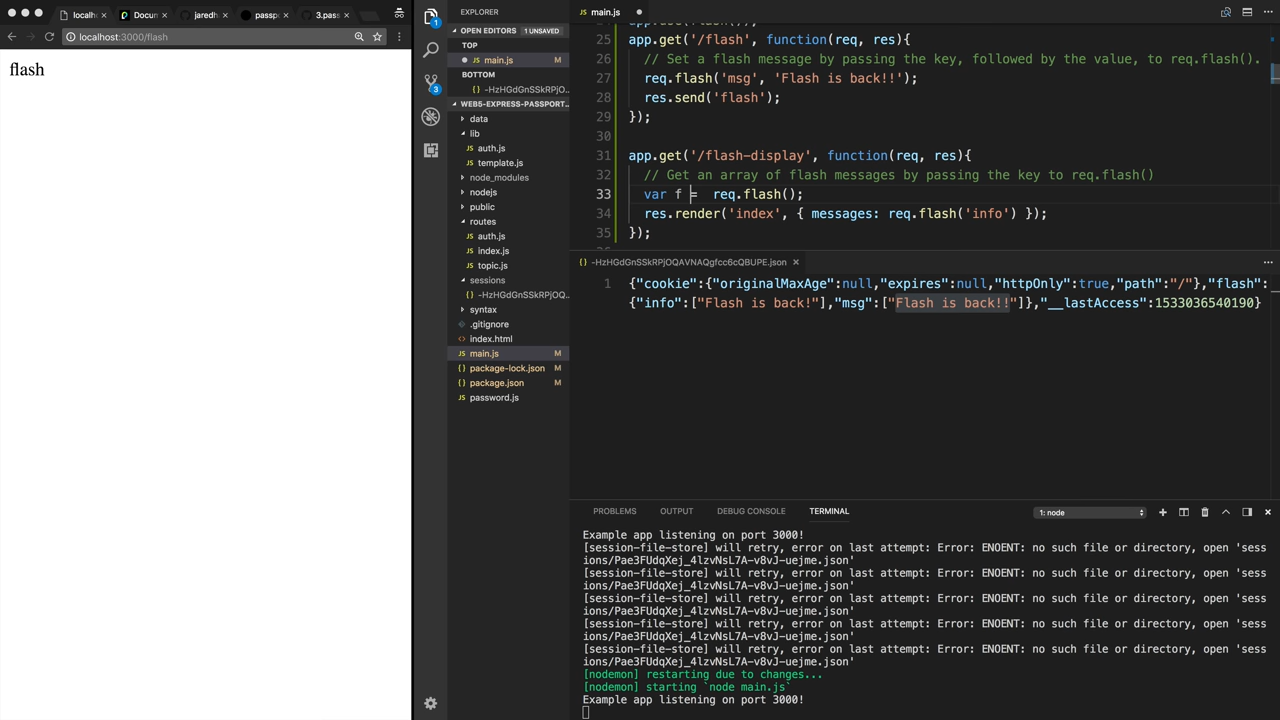 localh‹
Docun
jaredh‹
passp‹
3.pass
localhost:3000/flash
flash
EXPLORER
OPEN EDITORS 1 UNSAVED
TOP
main.js M
BOTTOM
-HzHGdGnSSkRPjO...
WEB5-EXPRESS-PASSPORT...
data
lib
auth.js
template.js
node_modules
nodejs
public
routes
auth.js
index.js
topic.js
sessions
-HzHGdGnSSkRPjOQ...
syntax
.gitignore
index.html
main.js M
package-lock.json M
package.json M
password.js
1
3
main.js
25 app.get('/flash', function(req, res){
26 // Set a flash message by passing the key, followed by the value, to req.flash().
27 req.flash('msg', 'Flash is back!!');
28 res.send('flash');
29 });
30
31 app.get('/flash-display', function(req, res){
32 // Get an array of flash messages by passing the key to req.flash()
33 var f =  req.flash();
34 res.render('index', { messages: req.flash('info') });
35 });
-HzHGdGnSSkRPjOQAVNAQgfcc6cQBUPE.json
1 {"cookie":{"originalMaxAge":null,"expires":null,"httpOnly":true,"path":"/"},"flash":
{"info":["Flash is back!"],"msg":["Flash is back!!"]},"__lastAccess":1533036540190}
PROBLEMS OUTPUT DEBUG CONSOLE TERMINAL
1: node
Example app listening on port 3000!
[session-file-store] will retry, error on last attempt: Error: ENOENT: no such file or directory, open 'sess
ions/Pae3FUdqXej_4lzvNsL7A-v8vJ-uejme.json'
[session-file-store] will retry, error on last attempt: Error: ENOENT: no such file or directory, open 'sess
ions/Pae3FUdqXej_4lzvNsL7A-v8vJ-uejme.json'
[session-file-store] will retry, error on last attempt: Error: ENOENT: no such file or directory, open 'sess
ions/Pae3FUdqXej_4lzvNsL7A-v8vJ-uejme.json'
[session-file-store] will retry, error on last attempt: Error: ENOENT: no such file or directory, open 'sess
ions/Pae3FUdqXej_4lzvNsL7A-v8vJ-uejme.json'
[session-file-store] will retry, error on last attempt: Error: ENOENT: no such file or directory, open 'sess
ions/Pae3FUdqXej_4lzvNsL7A-v8vJ-uejme.json'
[nodemon] restarting due to changes...
[nodemon] starting `node main.js`
Example app listening on port 3000!